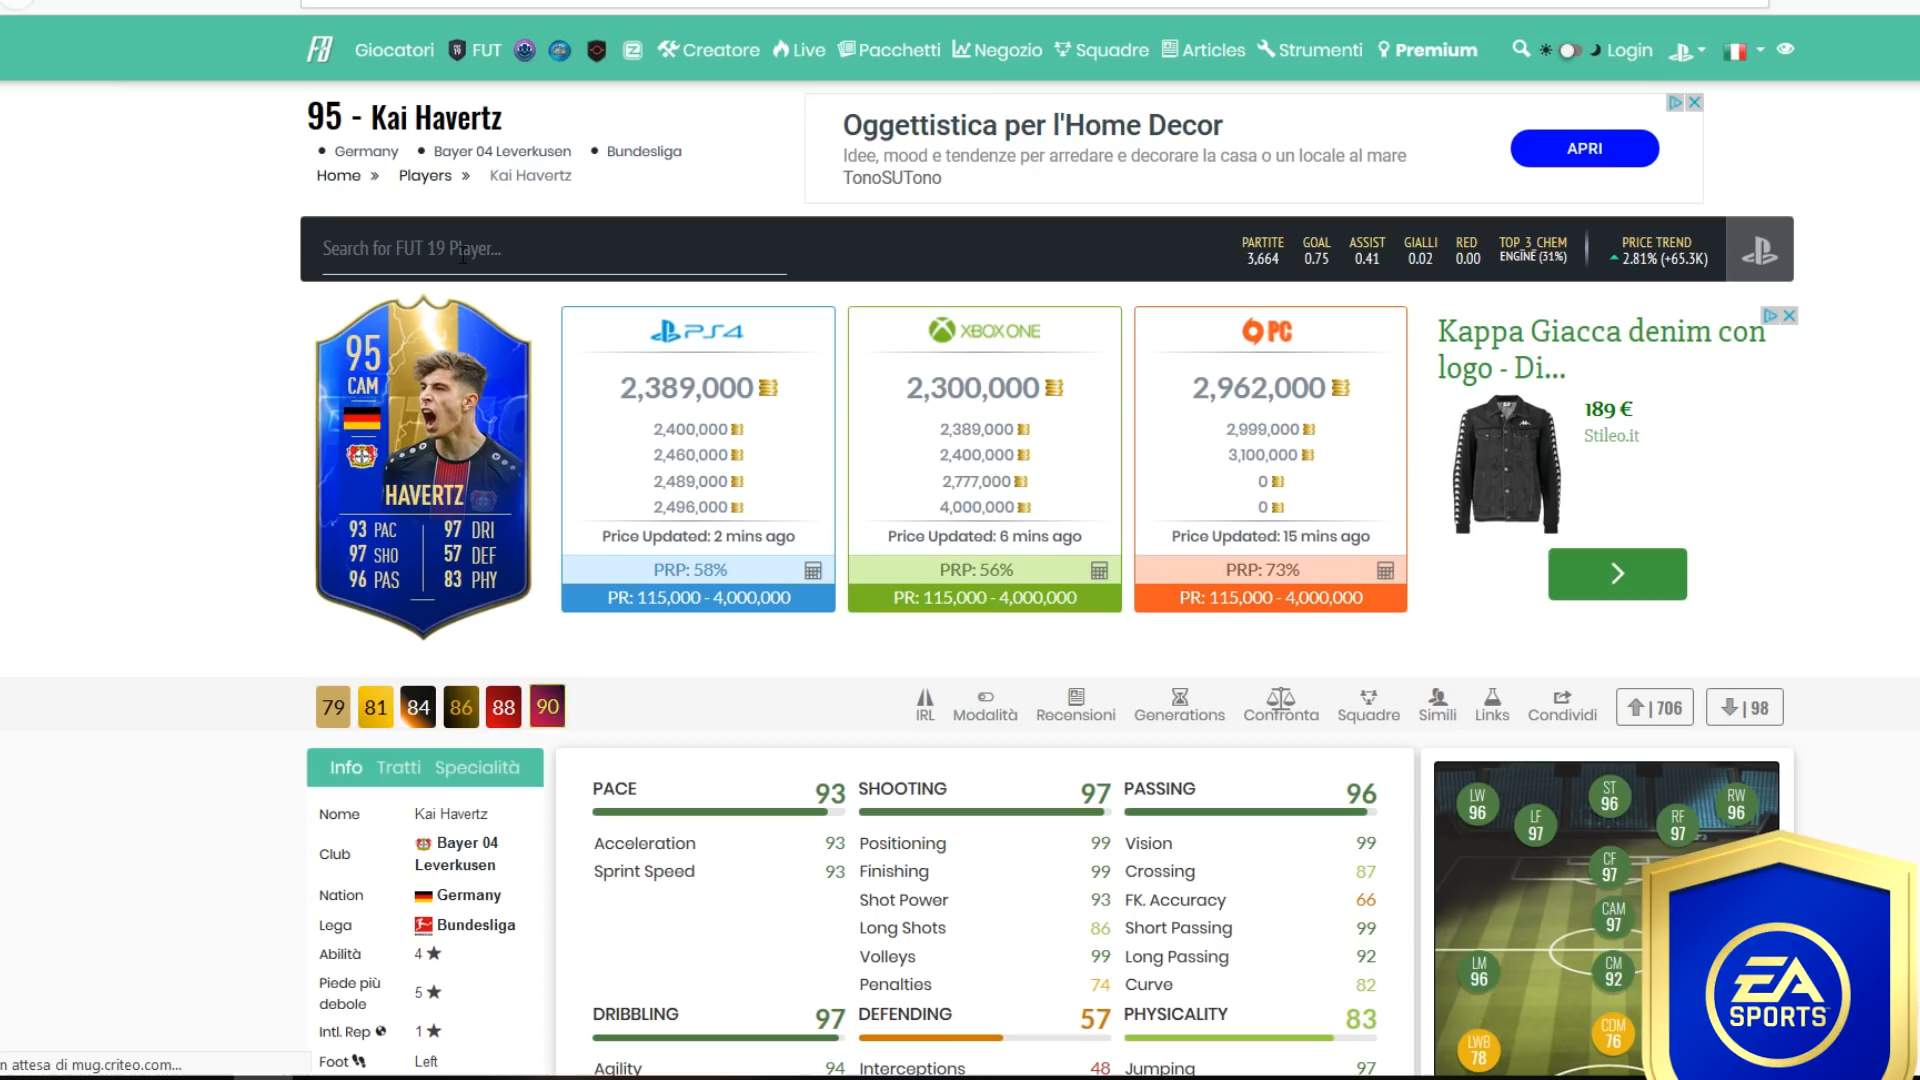 Giocatori FUT Creatore Live Pacchetti Negozio Squadre Articles Strumenti Premium Login
95 - Kai Havertz
Germany Bayer 04 Leverkusen Bundesliga
Home » Players » Kai Havertz
Oggettistica per l'Home Decor
Idee, mood e tendenze per arredare e decorare la casa o un locale al mare
TonoSUTono
APRI
Search for FUT 19 Player...
PARTITE GOAL ASSIST GIALLI RED TOP 3 CHEM PRICE TREND
3,664 0.75 0.41 0.02 0.00 ENGINE (31%) 2.81% (+65.3K)
95
CAM
HAVERTZ
93 PAC 97 DRI
97 SHO 57 DEF
96 PAS 83 PHY
PS4
2,389,000
2,400,000
2,460,000
2,489,000
2,496,000
Price Updated: 2 mins ago
PRP: 58%
PR: 115,000 - 4,000,000
XBOX ONE
2,300,000
2,389,000
2,400,000
2,777,000
4,000,000
Price Updated: 6 mins ago
PRP: 56%
PR: 115,000 - 4,000,000
PC
2,962,000
2,999,000
3,100,000
0
0
Price Updated: 15 mins ago
PRP: 73%
PR: 115,000 - 4,000,000
Kappa Giacca denim con
logo - Di...
189 €
Stileo.it
79 81 84 86 88 90
IRL Modalità Recensioni Generations Confronta Squadre Simili Links Condividi | 706 | 98
Info Tratti Specialità
Nome Kai Havertz
Club Bayer 04
Leverkusen
Nation Germany
Lega Bundesliga
Abilità 4
Piede più
debole 5
Intl. Rep 1
Foot Left
PACE 93
Acceleration 93
Sprint Speed 93
SHOOTING 97
Positioning 99
Finishing 99
Shot Power 93
Long Shots 86
Volleys 99
Penalties 74
PASSING 96
Vision 99
Crossing 87
FK. Accuracy 66
Short Passing 99
Long Passing 92
Curve 82
DRIBBLING 97
Agility 94
DEFENDING 57
Interceptions 48
PHYSICALITY 83
Jumping 97
LW
96
LF
97
ST
96
RF
97
RW
96
CF
97
CAM
97
LM
96
CM
92
CDM
76
LWB
78
EA
SPORTS
n attesa di mug.criteo.com...